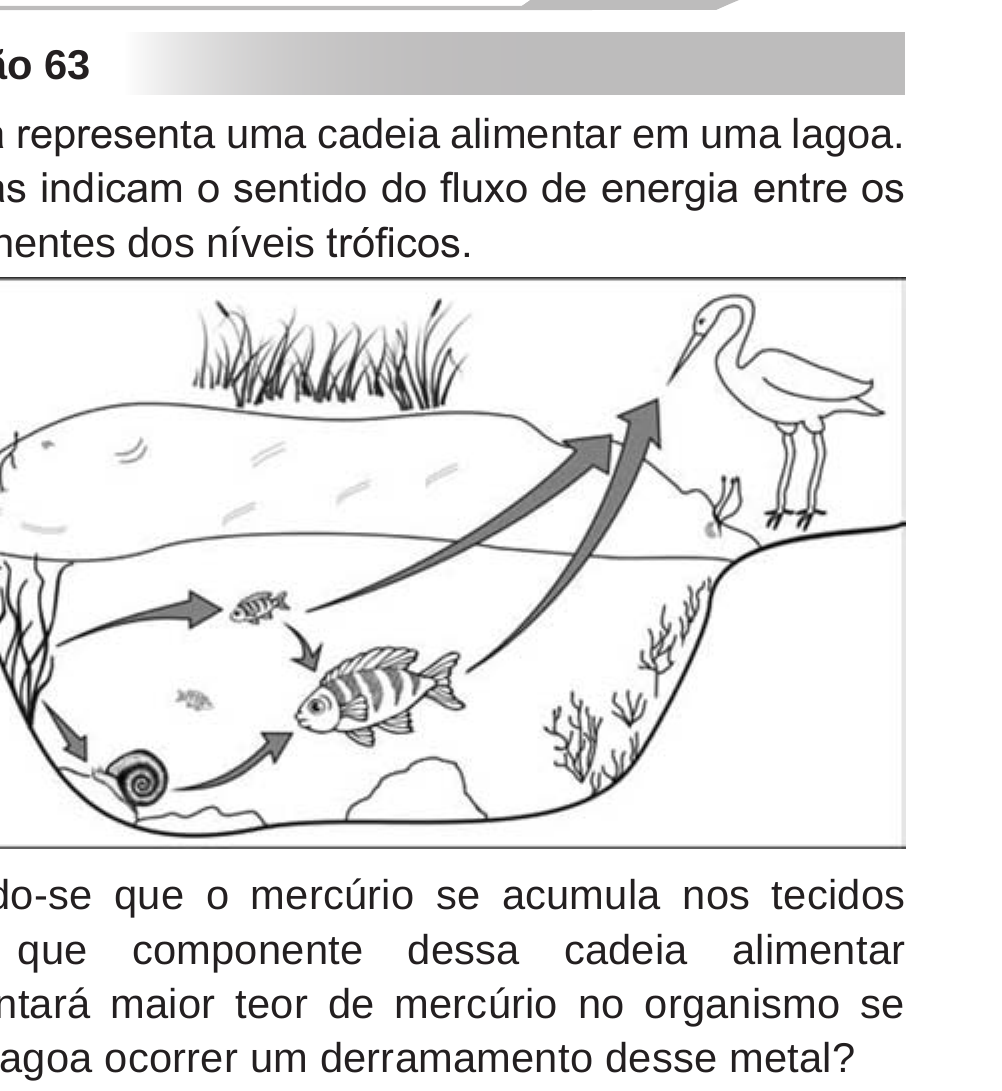 ão 63
a representa uma cadeia alimentar em uma lagoa.
as indicam o sentido do fluxo de energia entre os
nentes dos níveis tróficos.
do-se que o mercúrio se acumula nos tecidos
que componente dessa cadeia alimentar
ntará maior teor de mercúrio no organismo se
agoa ocorrer um derramamento desse metal?